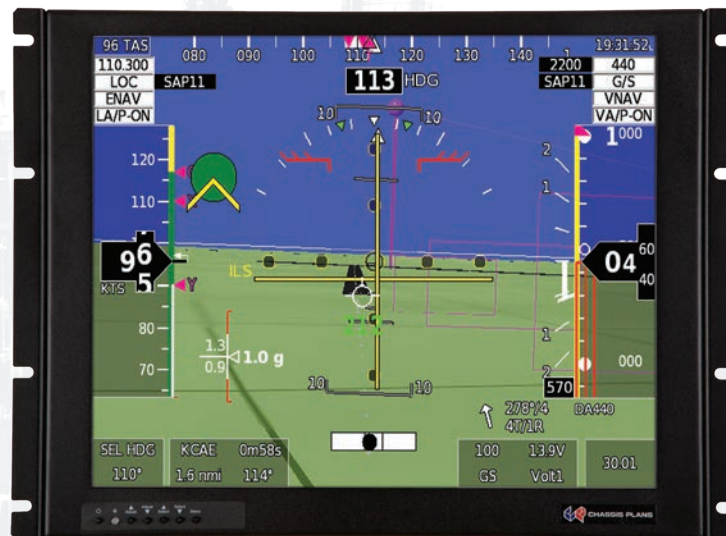 96 TAS
080 090 110 120 130 140 1
19:31:52
110.300
LOC
ENAV
LA/P-ON
SAP11
113 HDG
2200
SAP11
440
G/S
VNAV
VA/P-ON
10 10
120
110
96
5
KTS
80
70
Y
ILS
1.3
0.9
1.0 g
2
1
1
2
1000
04
60
40
000
570
10 10
278°/4
4T/1R
DA440
SEL HDG
110°
KCAE 0m58s
1.6 nmi 114°
100 13.9V
GS Volt1
30.01
Adjust Select Menu
CHASSIS PLANS